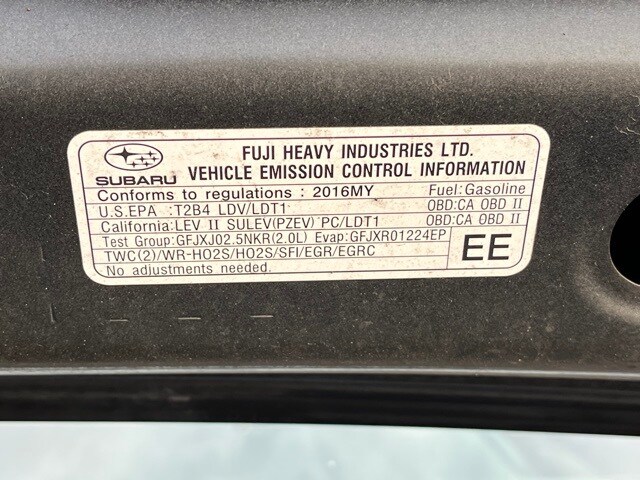 FUJI HEAVY INDUSTRIES LTD.
SUBARU VEHICLE EMISSION CONTROL INFORMATION
Conforms to regulations : 2016MY Fuel:Gasoline
U.S.EPA :T2B4 LDV/LDT1 OBD:CA OBD II
California:LEV II SULEV(PZEV) PC/LDT1 OBD:CA OBD II
Test Group:GFJXJ02.5NKR(2.0L) Evap:GFJXR01224EP
TWC(2)/WR-HO2S/HO2S/SFI/EGR/EGRC
No adjustments needed.
EE